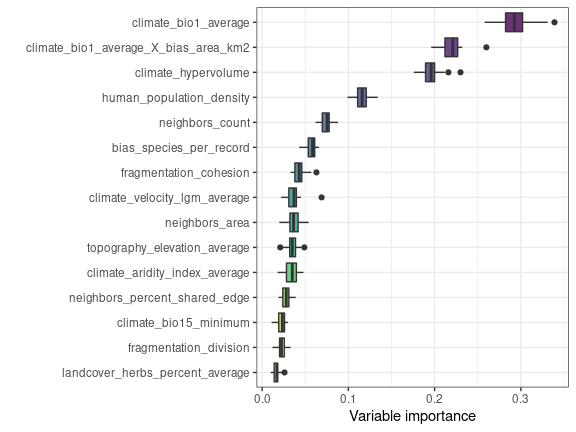 climate_bio1_average
climate_bio1_average_X_bias_area_km2
climate_hypervolume
human_population_density
neighbors_count
bias_species_per_record
fragmentation_cohesion
climate_velocity_lgm_average
neighbors_area
topography_elevation_average
climate_aridity_index_average
neighbors_percent_shared_edge
climate_bio15_minimum
fragmentation_division
landcover_herbs_percent_average
0.0 0.1 0.2 0.3
Variable importance